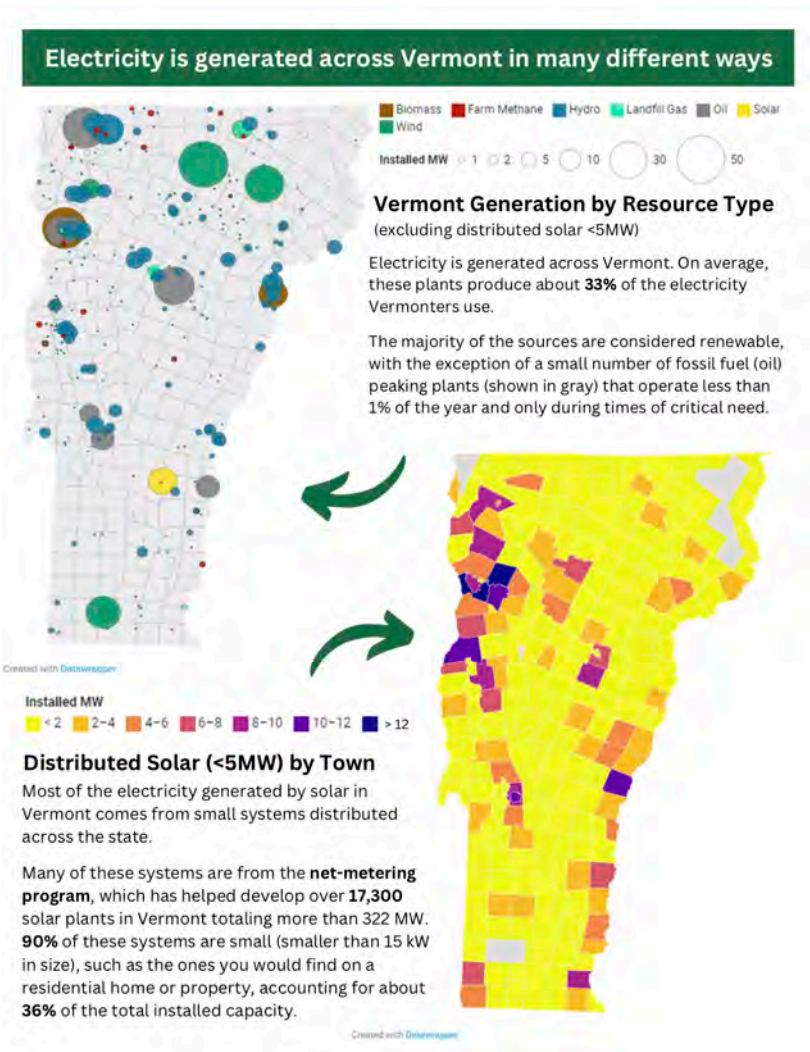 Electricity is generated across Vermont in many different ways
Biomass Farm Methane Hydro Landfill Gas Oil Solar
Wind
Installed MW 1 2 5 10 30 50
Vermont Generation by Resource Type
(excluding distributed solar <5MW)
Electricity is generated across Vermont. On average,
these plants produce about 33% of the electricity
Vermonters use.
The majority of the sources are considered renewable,
with the exception of a small number of fossil fuel (oil)
peaking plants (shown in gray) that operate less than
1% of the year and only during times of critical need.
Created with Datawrapper
Installed MW
< 2 2–4 4–6 6–8 8–10 10–12 > 12
Distributed Solar (<5MW) by Town
Most of the electricity generated by solar in
Vermont comes from small systems distributed
across the state.
Many of these systems are from the net-metering
program, which has helped develop over 17,300
solar plants in Vermont totaling more than 322 MW.
90% of these systems are small (smaller than 15 kW
in size), such as the ones you would find on a
residential home or property, accounting for about
36% of the total installed capacity.
Created with Datawrapper